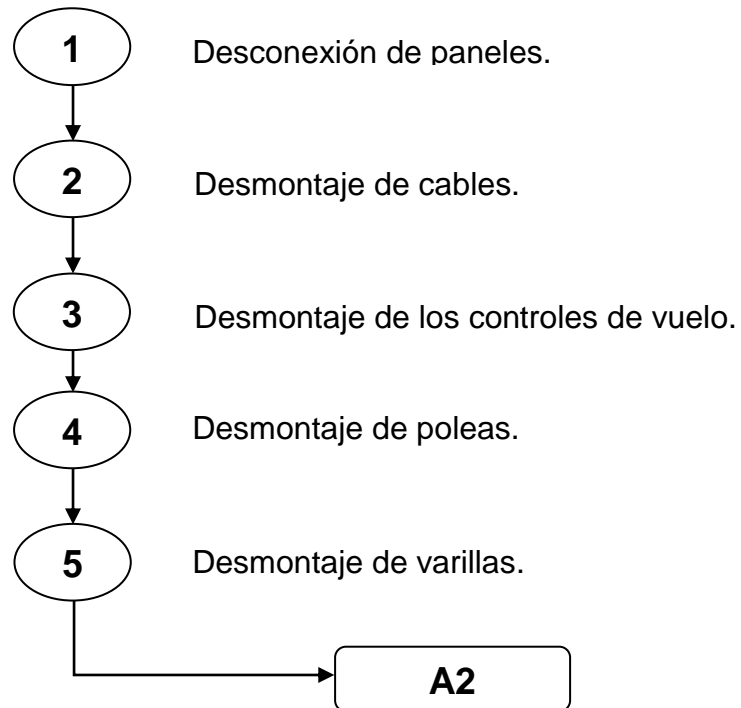 1 Desconexión de paneles.
2 Desmontaje de cables.
3 Desmontaje de los controles de vuelo.
4 Desmontaje de poleas.
5 Desmontaje de varillas.
A2